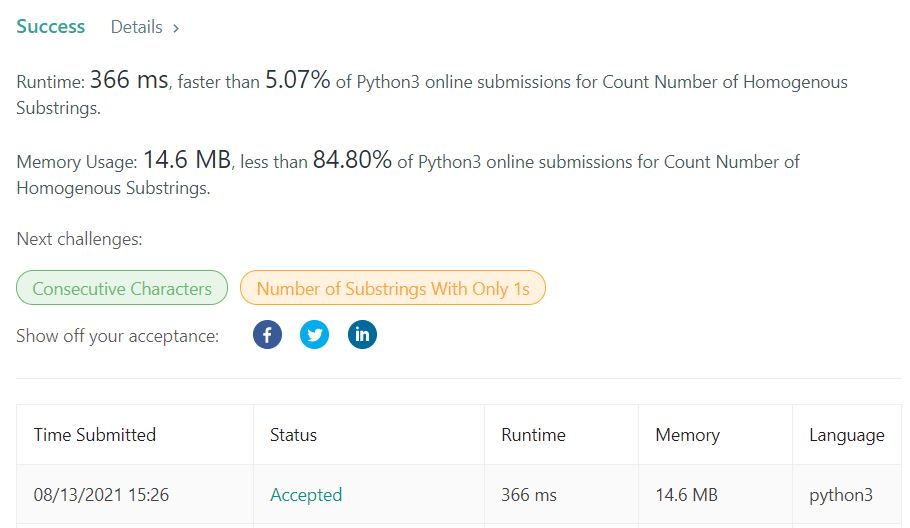 Success Details >
Runtime: 366 ms, faster than 5.07% of Python3 online submissions for Count Number of Homogenous
Substrings.
Memory Usage: 14.6 MB, less than 84.80% of Python3 online submissions for Count Number of
Homogenous Substrings.
Next challenges:
Consecutive Characters Number of Substrings With Only 1s
Show off your acceptance:
Time Submitted Status Runtime Memory Language
08/13/2021 15:26 Accepted 366 ms 14.6 MB python3